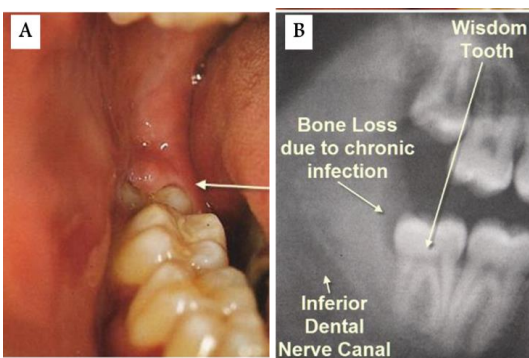 A
B
Wisdom
Tooth
Bone Loss
due to chronic
infection
Inferior
Dental
Nerve Canal